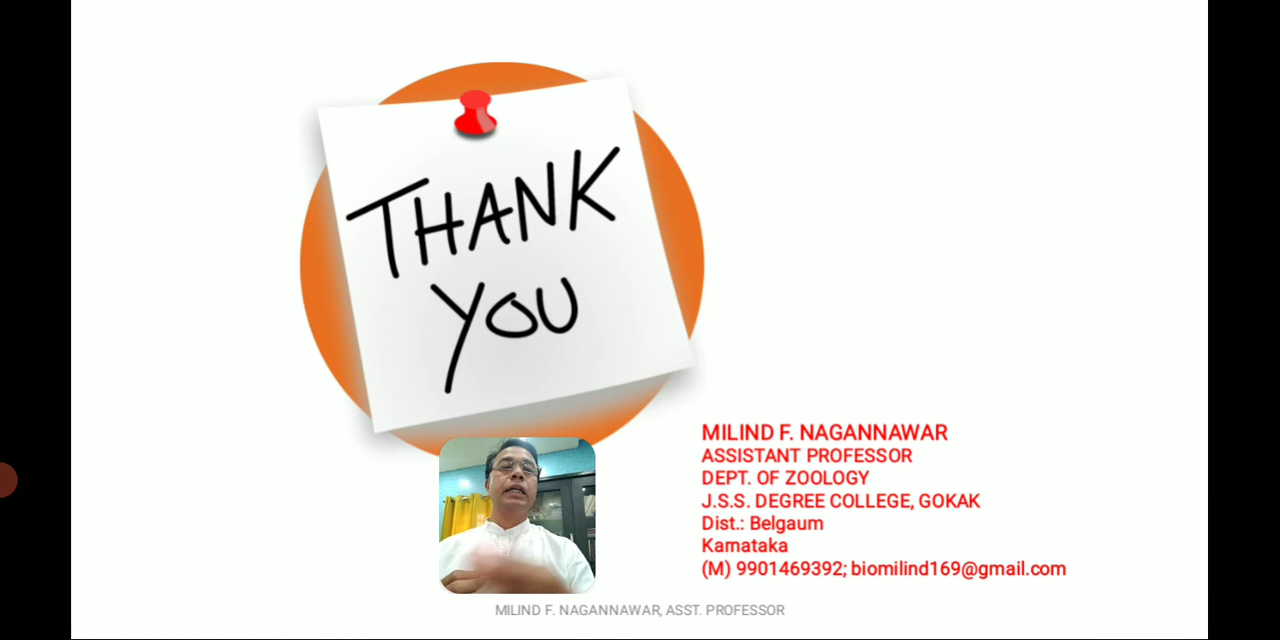 THANK
YOU
MILIND F. NAGANNAWAR
ASSISTANT PROFESSOR
DEPT. OF ZOOLOGY
J.S.S. DEGREE COLLEGE, GOKAK
Dist.: Belgaum
Karnataka
(M) 9901469392; biomilind169@gmail.com
MILIND F. NAGANNAWAR, ASST. PROFESSOR